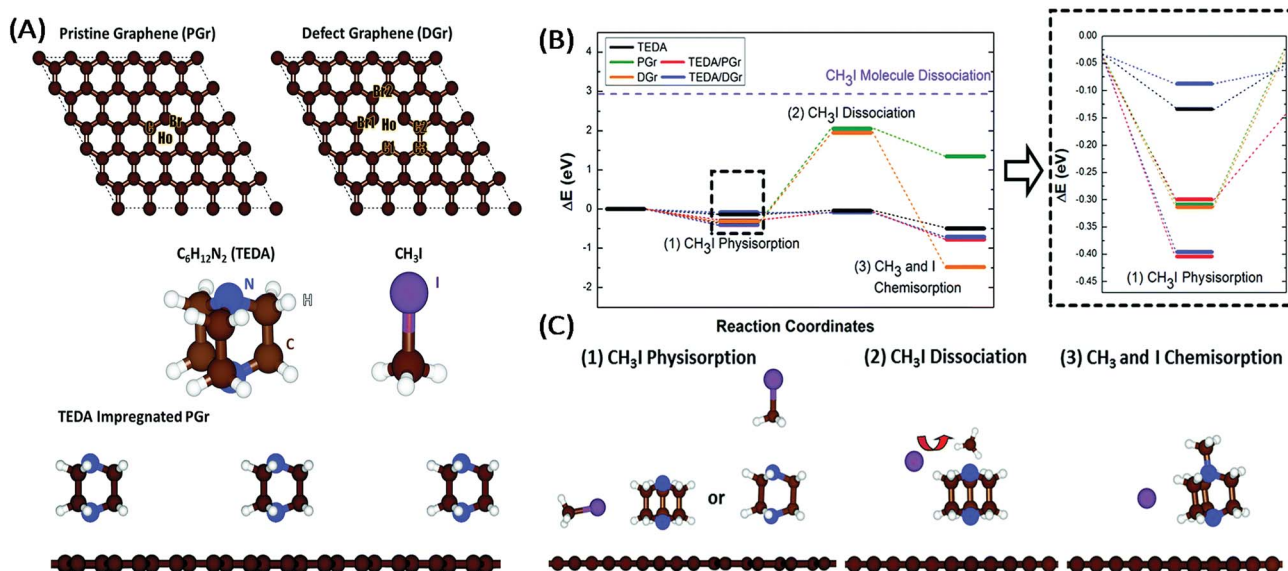 (A)
Pristine Graphene (PGr)
Defect Graphene (DGr)
C
Br
Ho
Br2
Br1
Ho
C2
C1
C3
C₆H₁₂N₂ (TEDA)
CH₃I
N
H
C
I
TEDA Impregnated PGr
(B)
TEDA
PGr
TEDA/PGr
DGr
TEDA/DGr
CH₃I Molecule Dissociation
(2) CH₃I Dissociation
(1) CH₃I Physisorption
(3) CH₃ and I
Chemisorption
4
3
2
1
0
-1
-2
ΔE (eV)
Reaction Coordinates
0.00
-0.05
-0.10
-0.15
-0.20
-0.25
-0.30
-0.35
-0.40
-0.45
ΔE (eV)
(1) CH₃I Physisorption
(C)
(1) CH₃I Physisorption
(2) CH₃I Dissociation
(3) CH₃ and I Chemisorption
or